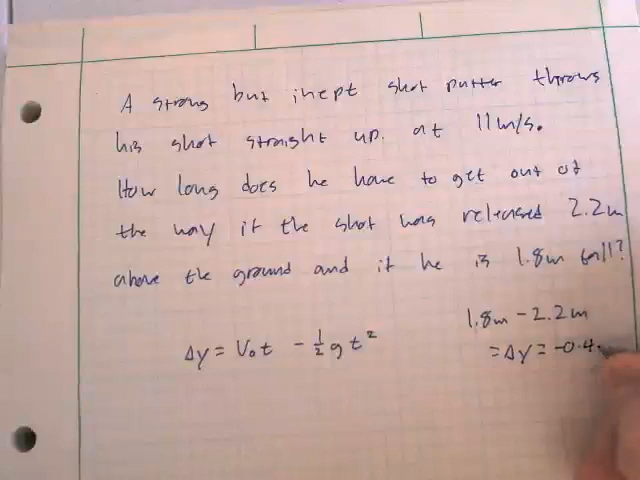 A strong but inept shot putter throws
his shot straight up. at 11m/s.
How long does he have to get out of
the way if the shot was released 2.2m
above the ground and if he is 1.8m tall?
1.8m - 2.2m
Δy = V₀t - ½gt²
= Δy = -0.4